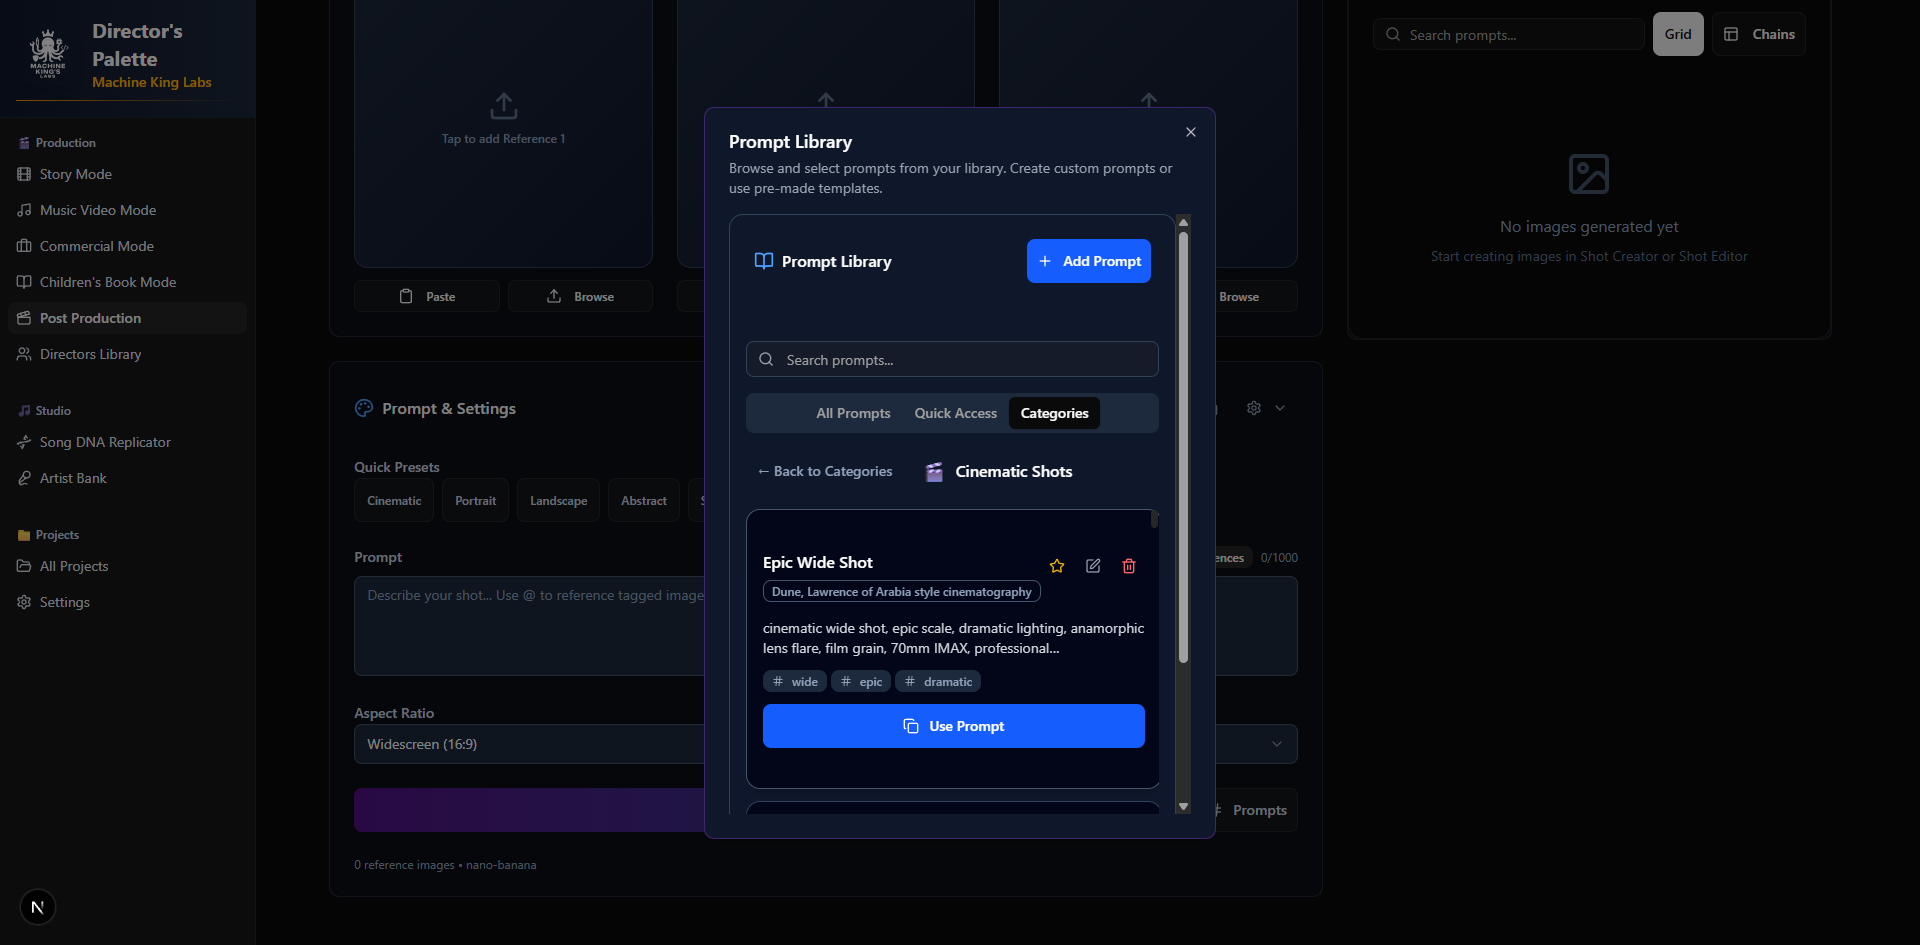 Director's
Palette
Machine King Labs
MACHINE
KING'S
LABS
Production
Story Mode
Music Video Mode
Commercial Mode
Children's Book Mode
Post Production
Directors Library
Studio
Song DNA Replicator
Artist Bank
Projects
All Projects
Settings
N
Tap to add Reference 1
Paste
Browse
Browse
Prompt & Settings
Quick Presets
Cinematic
Portrait
Landscape
Abstract
Prompt
0/1000
Describe your shot... Use @ to reference tagged image
Aspect Ratio
Widescreen (16:9)
Prompts
0 reference images • nano-banana
Prompt Library
Browse and select prompts from your library. Create custom prompts or
use pre-made templates.
Prompt Library
+ Add Prompt
Search prompts...
All Prompts
Quick Access
Categories
← Back to Categories
Cinematic Shots
Epic Wide Shot
Dune, Lawrence of Arabia style cinematography
cinematic wide shot, epic scale, dramatic lighting, anamorphic
lens flare, film grain, 70mm IMAX, professional...
# wide
# epic
# dramatic
Use Prompt
Search prompts...
Grid
Chains
No images generated yet
Start creating images in Shot Creator or Shot Editor